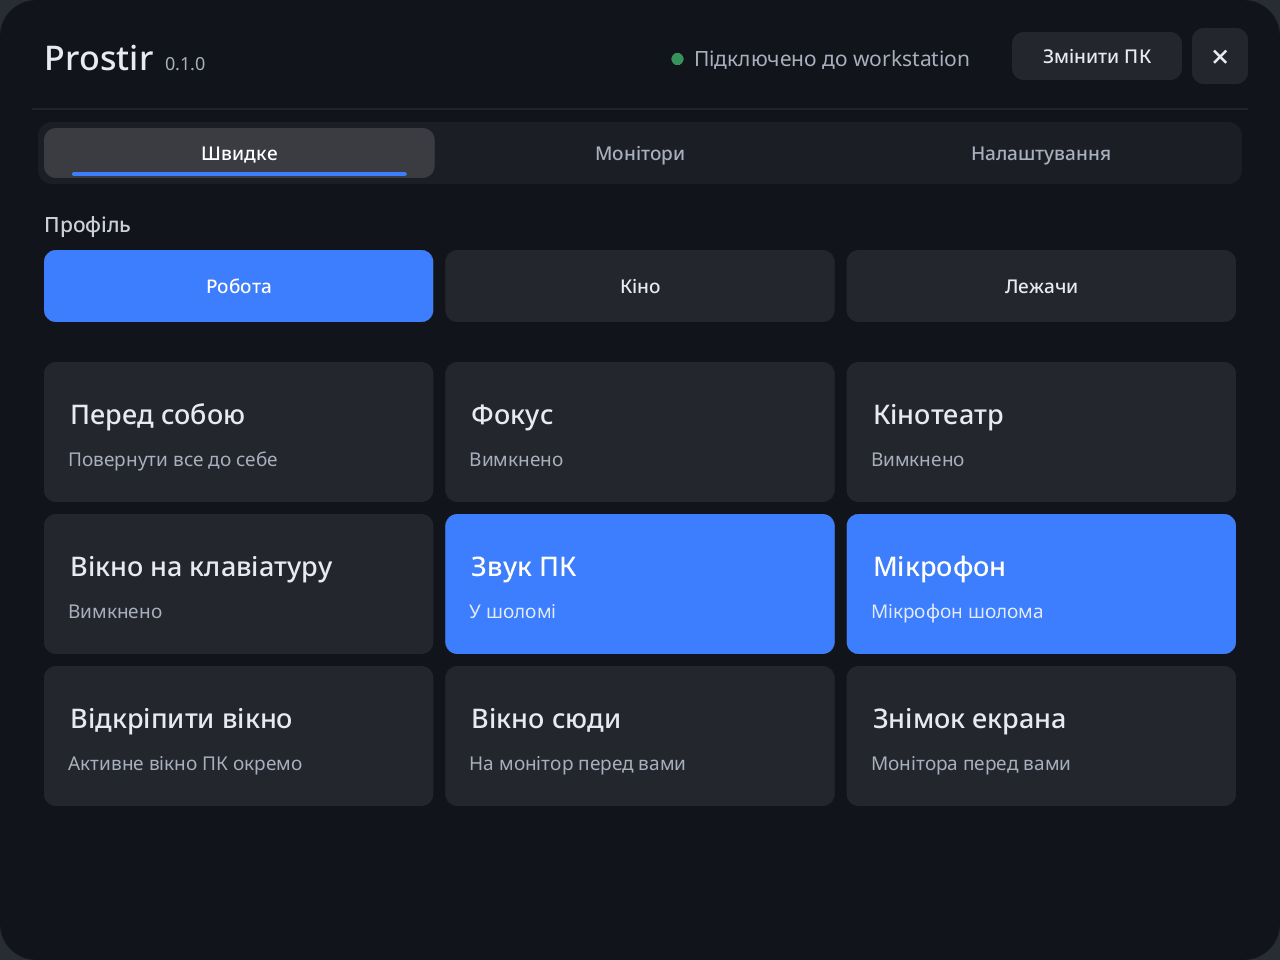 Prostir 0.1.0
Підключено до workstation
Змінити ПК
×
Швидке
Монітори
Налаштування
Профіль
Робота
Кіно
Лежачи
Перед собою
Повернути все до себе
Фокус
Вимкнено
Кінотеатр
Вимкнено
Вікно на клавіатуру
Вимкнено
Звук ПК
У шоломі
Мікрофон
Мікрофон шолома
Відкріпити вікно
Активне вікно ПК окремо
Вікно сюди
На монітор перед вами
Знімок екрана
Монітора перед вами